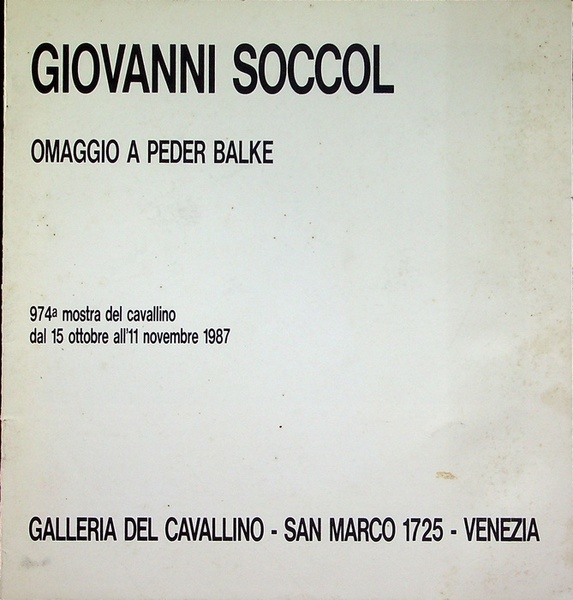 GIOVANNI SOCCOL
OMAGGIO A PEDER BALKE
974ª mostra del cavallino
dal 15 ottobre all'11 novembre 1987
GALLERIA DEL CAVALLINO - SAN MARCO 1725 - VENEZIA